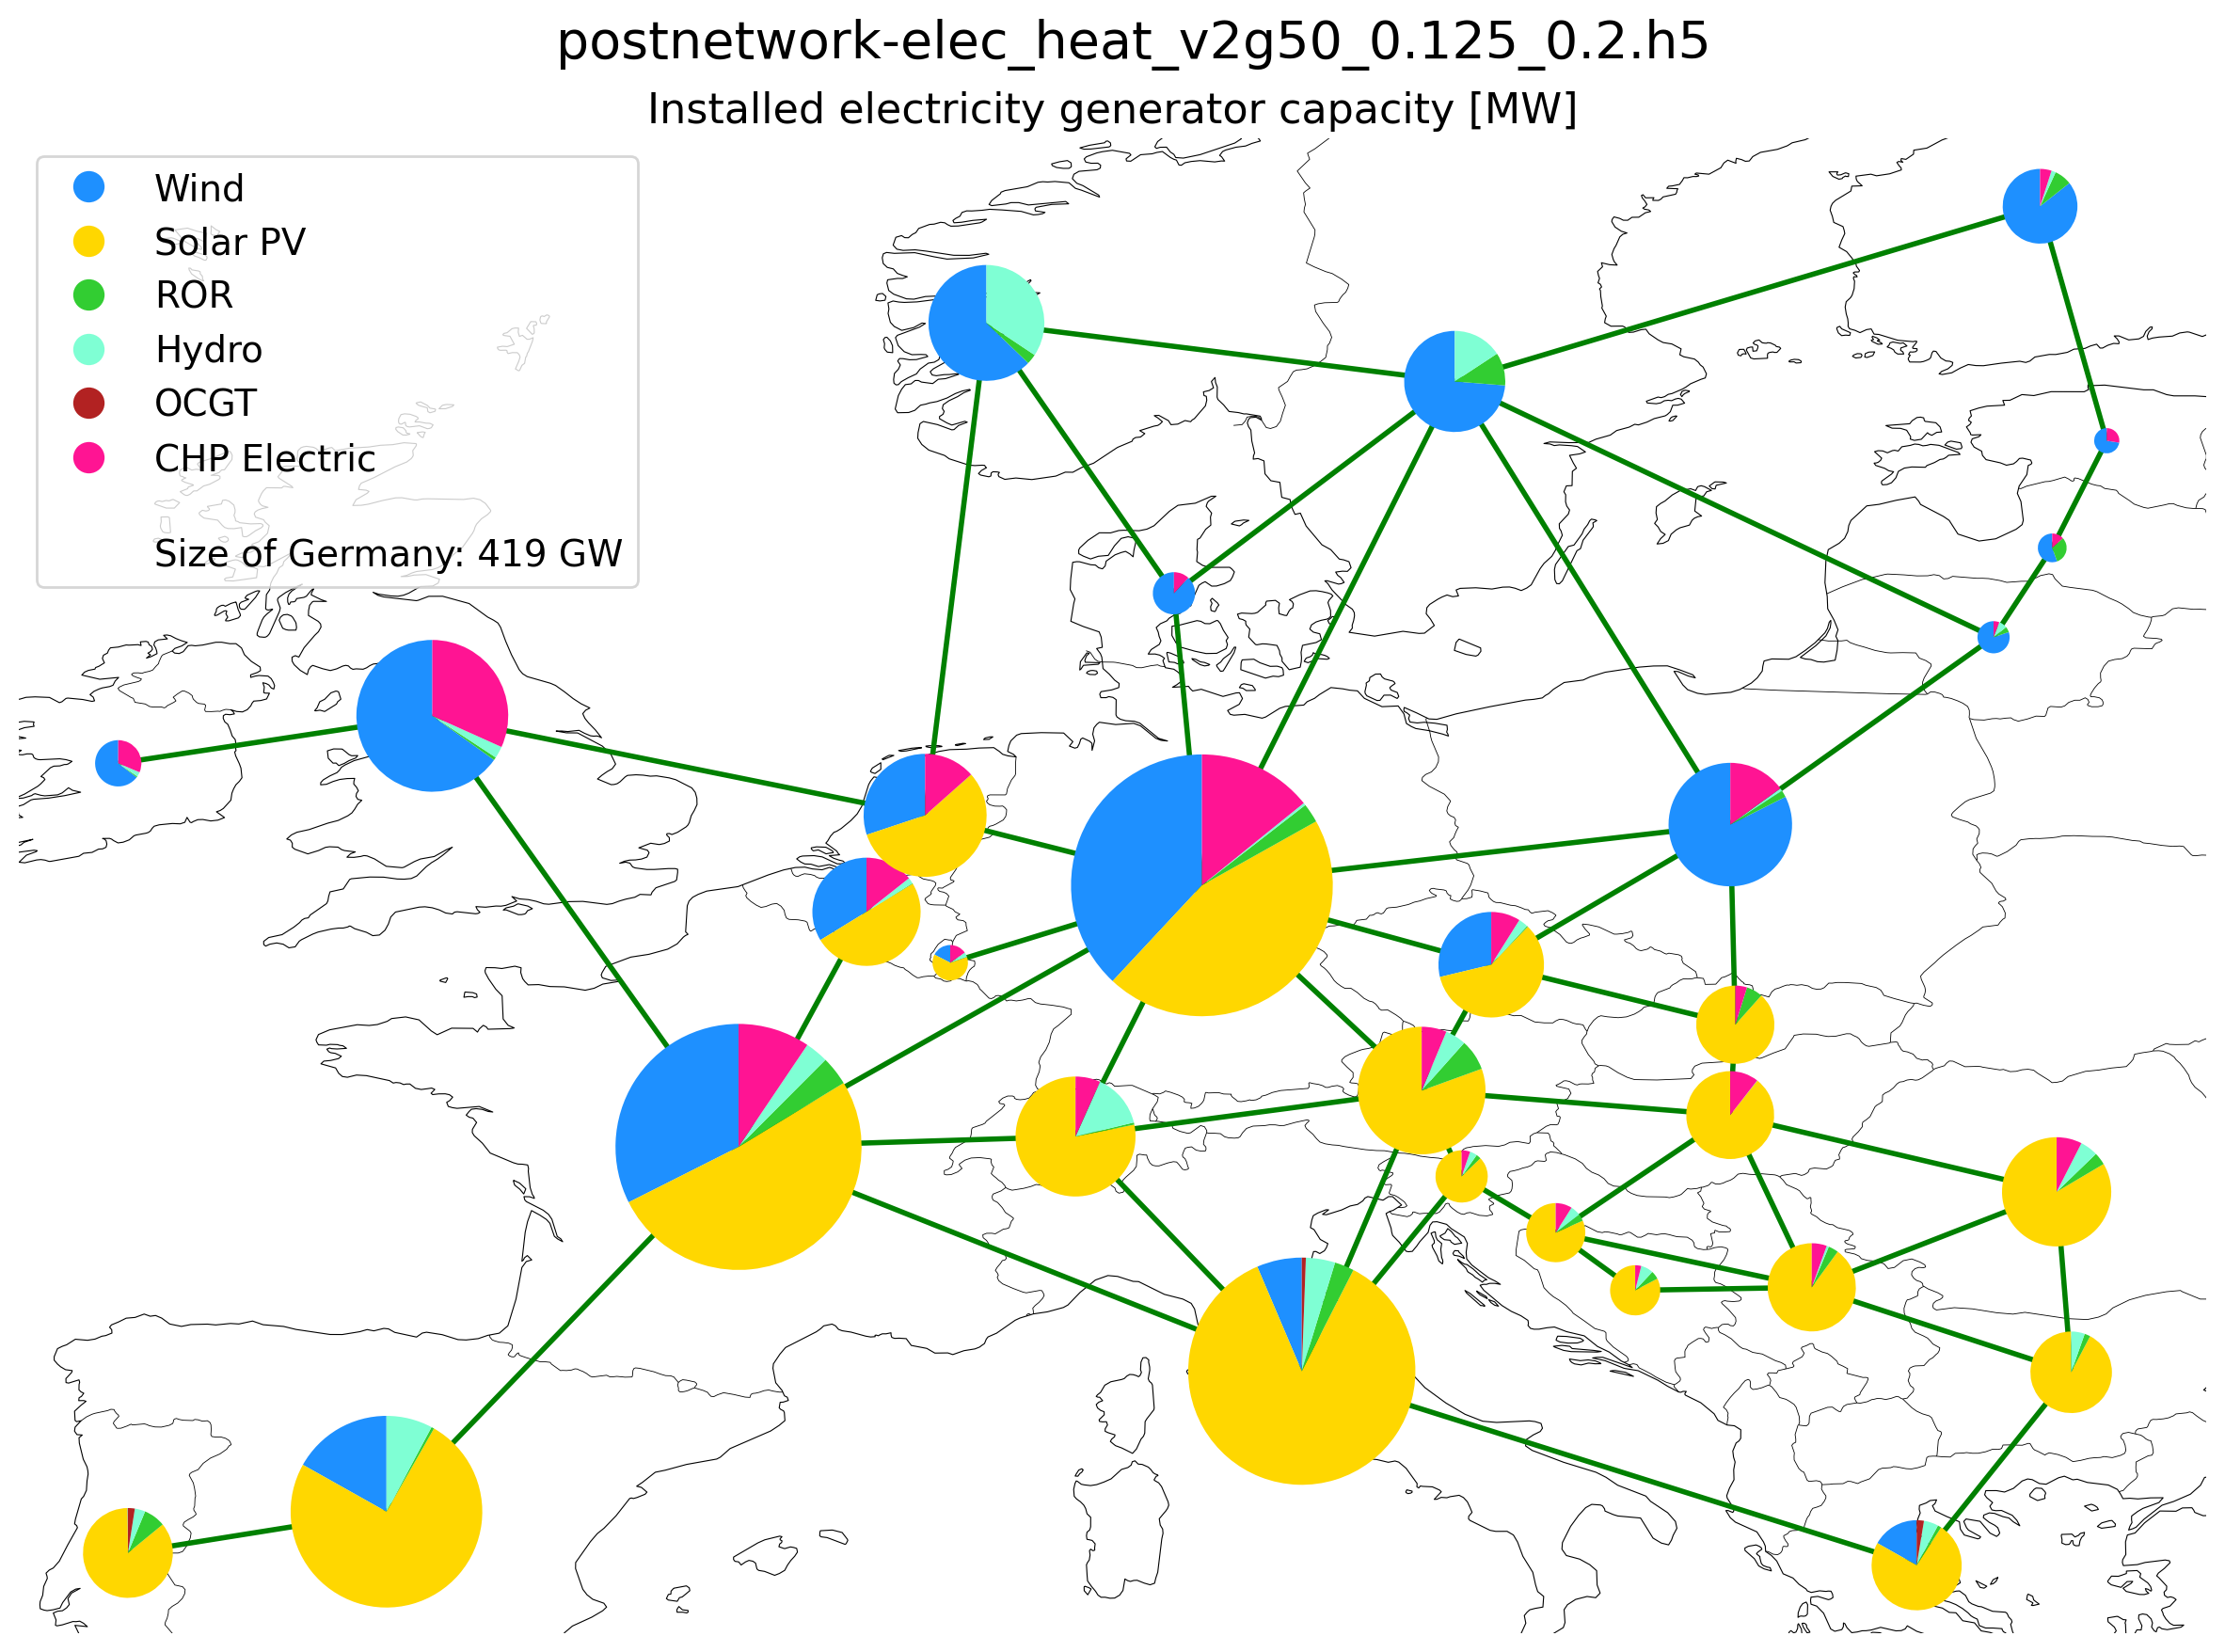 postnetwork-elec_heat_v2g50_0.125_0.2.h5
Installed electricity generator capacity [MW]
Wind
Solar PV
ROR
Hydro
OCGT
CHP Electric
Size of Germany: 419 GW